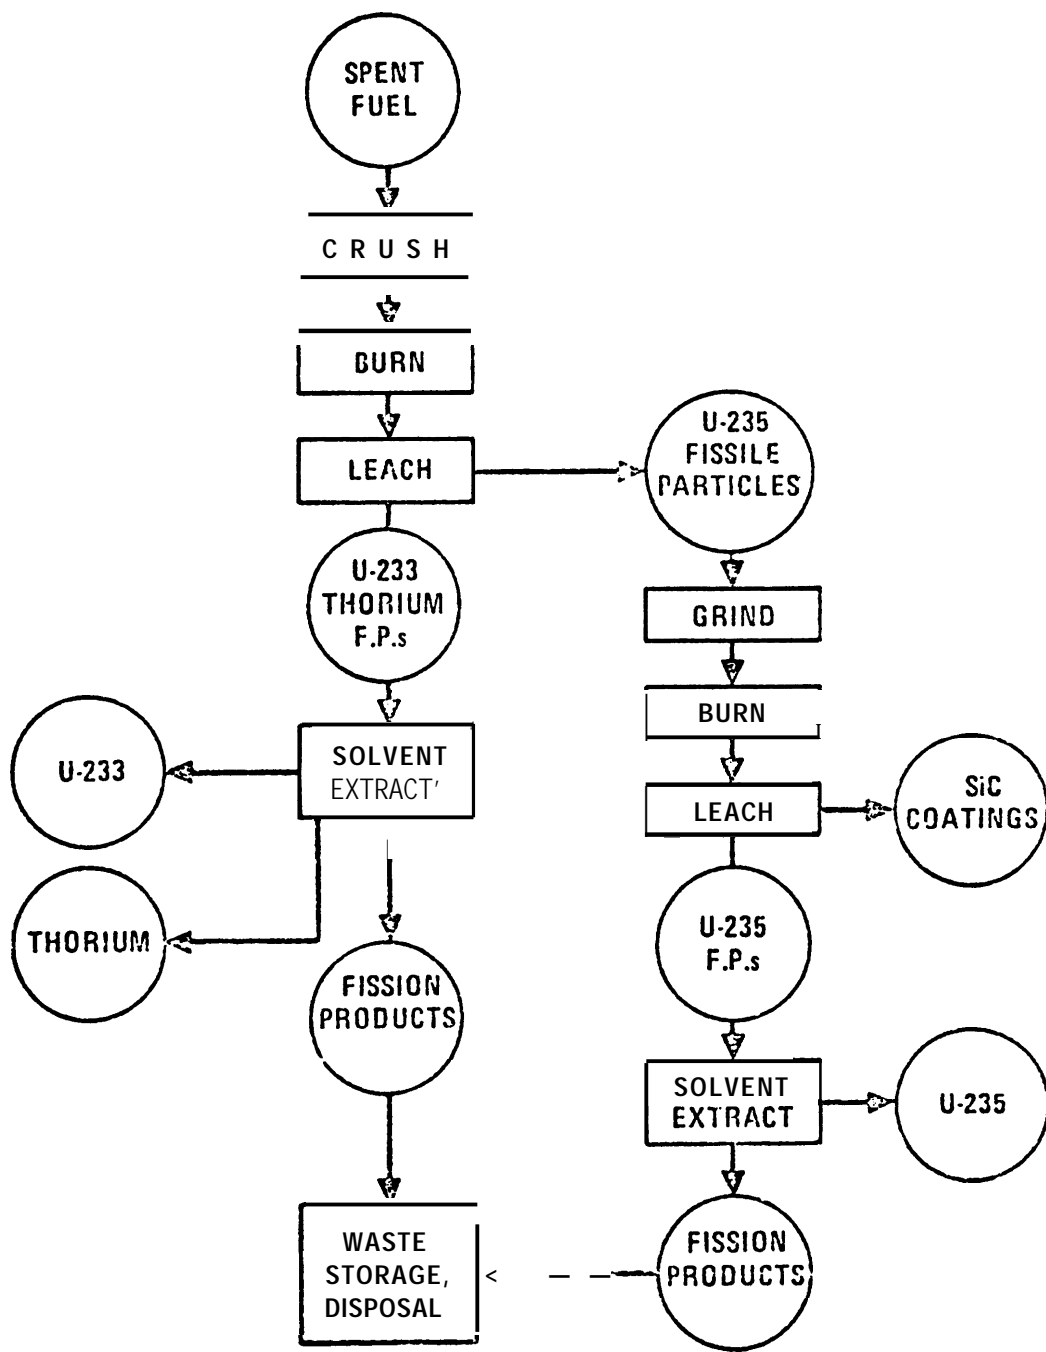 SPENT
FUEL
CRUSH
BURN
LEACH
U-235
FISSILE
PARTICLES
U-233
THORIUM
F.P.s
GRIND
BURN
SOLVENT
EXTRACT'
U-233
LEACH
SiC
COATINGS
THORIUM
U-235
F.P.s
FISSION
PRODUCTS
SOLVENT
EXTRACT
U-235
WASTE
STORAGE,
DISPOSAL
FISSION
PRODUCTS